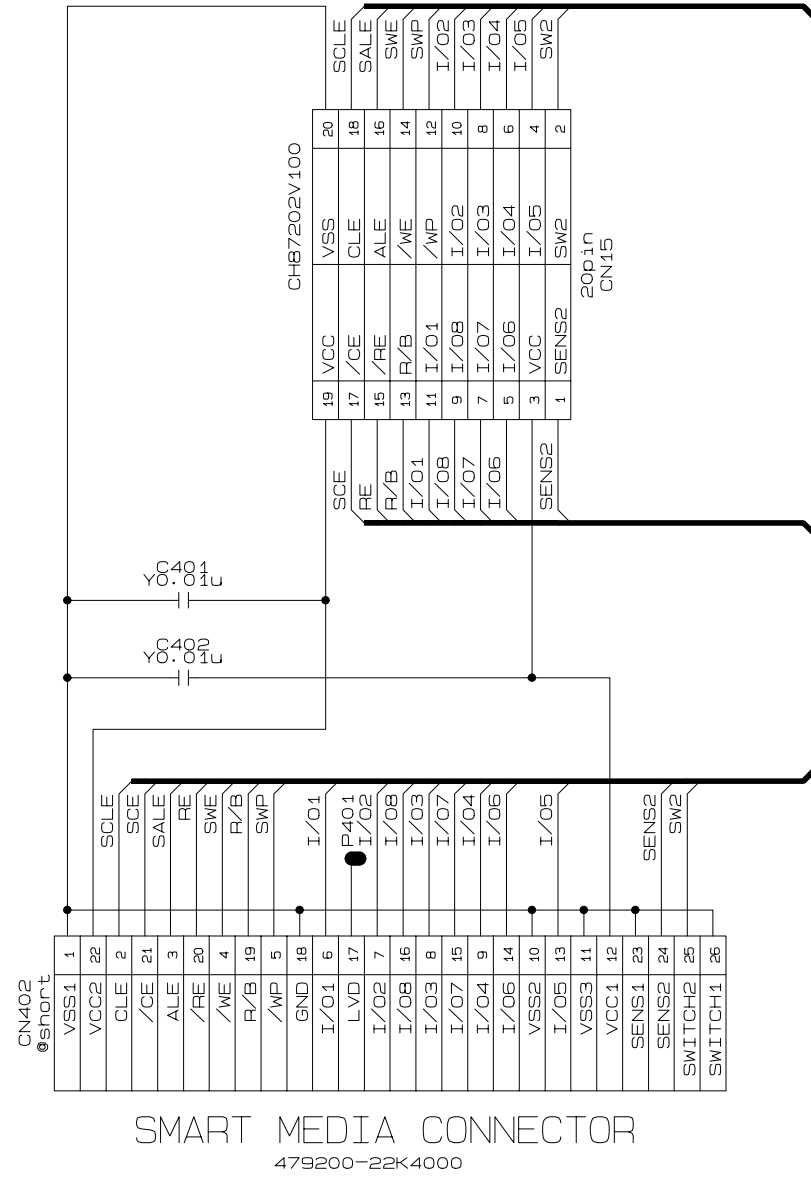 SCLE
SALE
SWE
SWP
I/O2
I/O3
I/O4
I/O5
SW2
CH87202V100
20 18 16 14 12 10 8 6 4 2
VSS
CLE
ALE
/WE
/WP
I/O2
I/O3
I/O4
I/O5
SW2
20pin
CN15
VCC
/CE
/RE
R/B
I/O1
I/O8
I/O7
I/O6
VCC
SENS2
19 17 15 13 11 9 7 5 3 1
SCE
RE
R/B
I/O1
I/O8
I/O7
I/O6
SENS2
C401
Y0.01u
C402
Y0.01u
SCLE
SCE
SALE
RE
SWE
R/B
SWP
I/O1
P401
I/O2
I/O8
I/O3
I/O7
I/O4
I/O6
I/O5
SENS2
SW2
CN402
@short
1 22 2 21 3 20 4 19 5 18 6 17 7 16 8 15 9 14 10 13 11 12 23 24 25 26
VSS1
VCC2
CLE
/CE
ALE
/RE
/WE
R/B
/WP
GND
I/O1
LVD
I/O2
I/O8
I/O3
I/O7
I/O4
I/O6
VSS2
I/O5
VSS3
VCC1
SENS1
SENS2
SWITCH2
SWITCH1
SMART MEDIA CONNECTOR
479200-22K4000